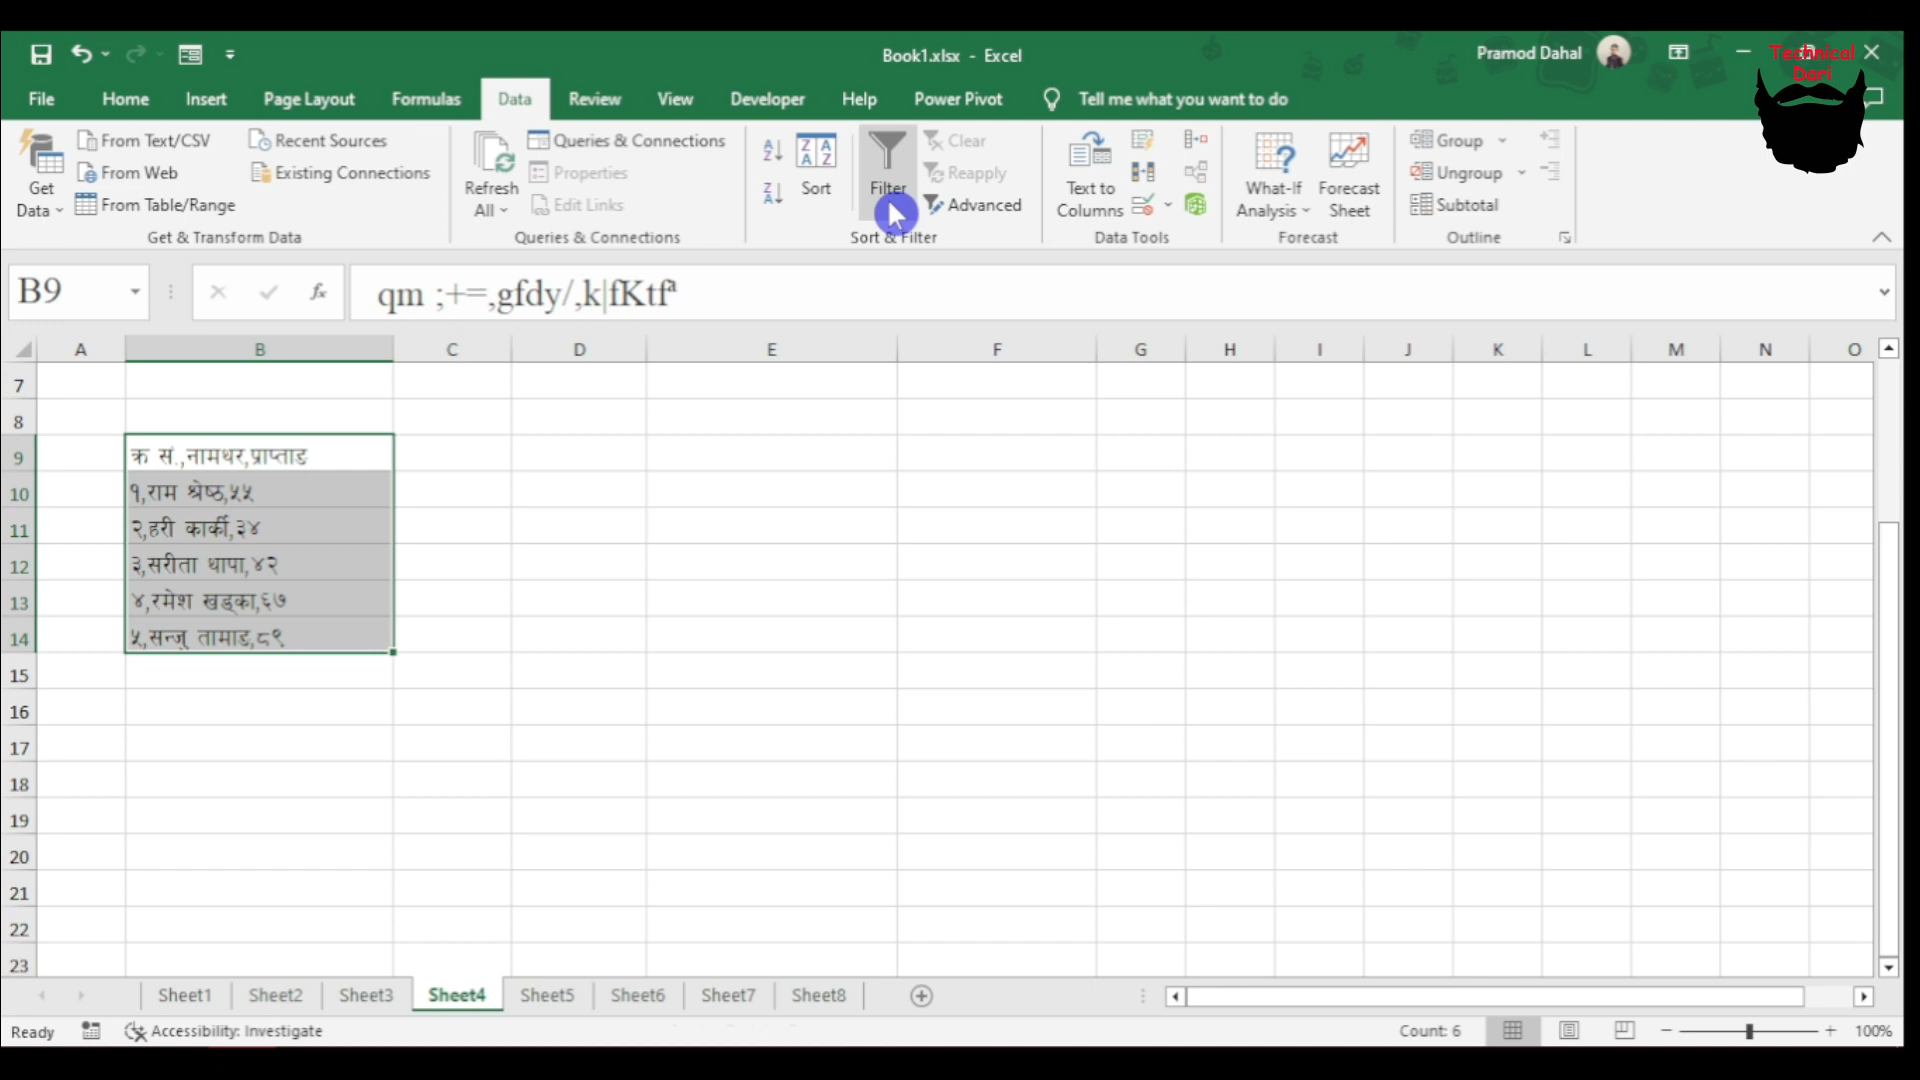 Book1.xlsx - Excel
Pramod Dahal
Technical
Dari
File Home Insert Page Layout Formulas Data Review View Developer Help Power Pivot Tell me what you want to do
Get Data
From Text/CSV
From Web
From Table/Range
Recent Sources
Existing Connections
Get & Transform Data
Refresh All
Queries & Connections
Properties
Edit Links
Queries & Connections
Sort
Filter
Clear
Reapply
Advanced
Sort & Filter
Text to Columns
Data Tools
What-If Analysis
Forecast Sheet
Forecast
Group
Ungroup
Subtotal
Outline
B9
fx
qm ;+=,gfdy/,k|fKtfª
A B C D E F G H I J K L M N O
7
8
9 क्र सं.,नामथर,प्राप्ताङ
10 १,राम श्रेष्ठ,५५
11 २,हरी कार्की,३४
12 ३,सरीता थापा,४२
13 ४,रमेश खड्का,६७
14 ५,सन्जु तामाङ,८९
15
16
17
18
19
20
21
22
23
Sheet1 Sheet2 Sheet3 Sheet4 Sheet5 Sheet6 Sheet7 Sheet8
Ready
Accessibility: Investigate
Count: 6
100%